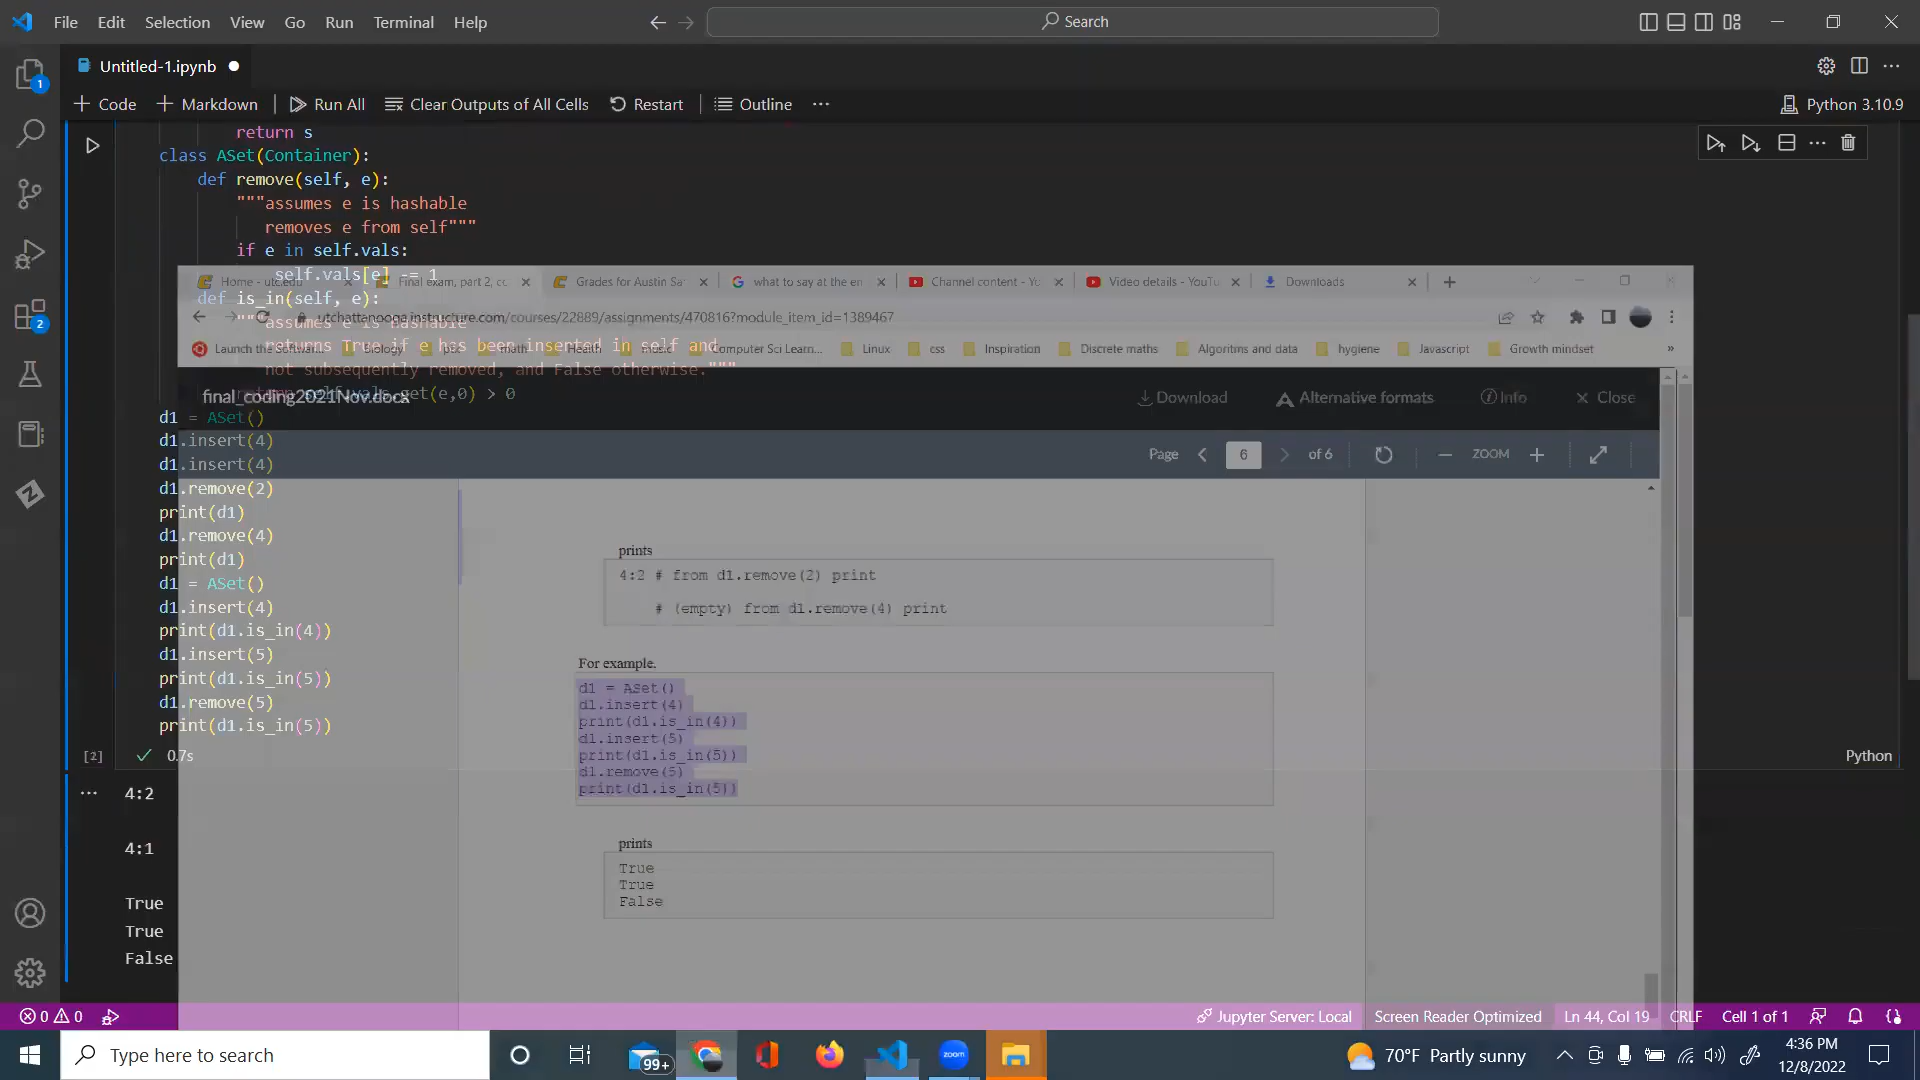 File Edit Selection View Go Run Terminal Help
Search
Untitled-1.ipynb
1
+ Code + Markdown Run All Clear Outputs of All Cells Restart Outline ...
Python 3.10.9
return s
class ASet(Container):
def remove(self, e):
"""assumes e is hashable
removes e from self"""
if e in self.vals:
self.vals[e] -= 1
def is_in(self, e):
"""assumes e is hashable
returns True if e has been inserted in self and
not subsequently removed, and False otherwise."""
return self.vals.get(e,0) > 0
d1 = ASet()
d1.insert(4)
d1.insert(4)
d1.remove(2)
print(d1)
d1.remove(4)
print(d1)
d1 = ASet()
d1.insert(4)
print(d1.is_in(4))
d1.insert(5)
print(d1.is_in(5))
d1.remove(5)
print(d1.is_in(5))
[2] 0.7s
Python
2
4:2
4:1
True
True
False
Home - utc.edu
Final exam, part 2, co
Grades for Austin Sa
what to say at the en
Channel content - Yo
Video details - YouTu
Downloads
utchattanooga.instructure.com/courses/22889/assignments/470816?module_item_id=1389467
Launch the Softwar... Biology math Health music Computer Sci Learn... Linux css Inspiration Discrete maths Algoritms and data hygiene Javascript Growth mindset »
final_coding2021Nov.docx
Download Alternative formats Info Close
Page 6 of 6 ZOOM
prints
4:2 # from d1.remove(2) print
# (empty) from d1.remove(4) print
For example.
d1 = ASet()
d1.insert(4)
print(d1.is_in(4))
d1.insert(5)
print(d1.is_in(5))
d1.remove(5)
print(d1.is_in(5))
prints
True
True
False
0 0
Jupyter Server: Local Screen Reader Optimized Ln 44, Col 19 CRLF Cell 1 of 1
Type here to search
99+
zoom
70°F Partly sunny
4:36 PM
12/8/2022